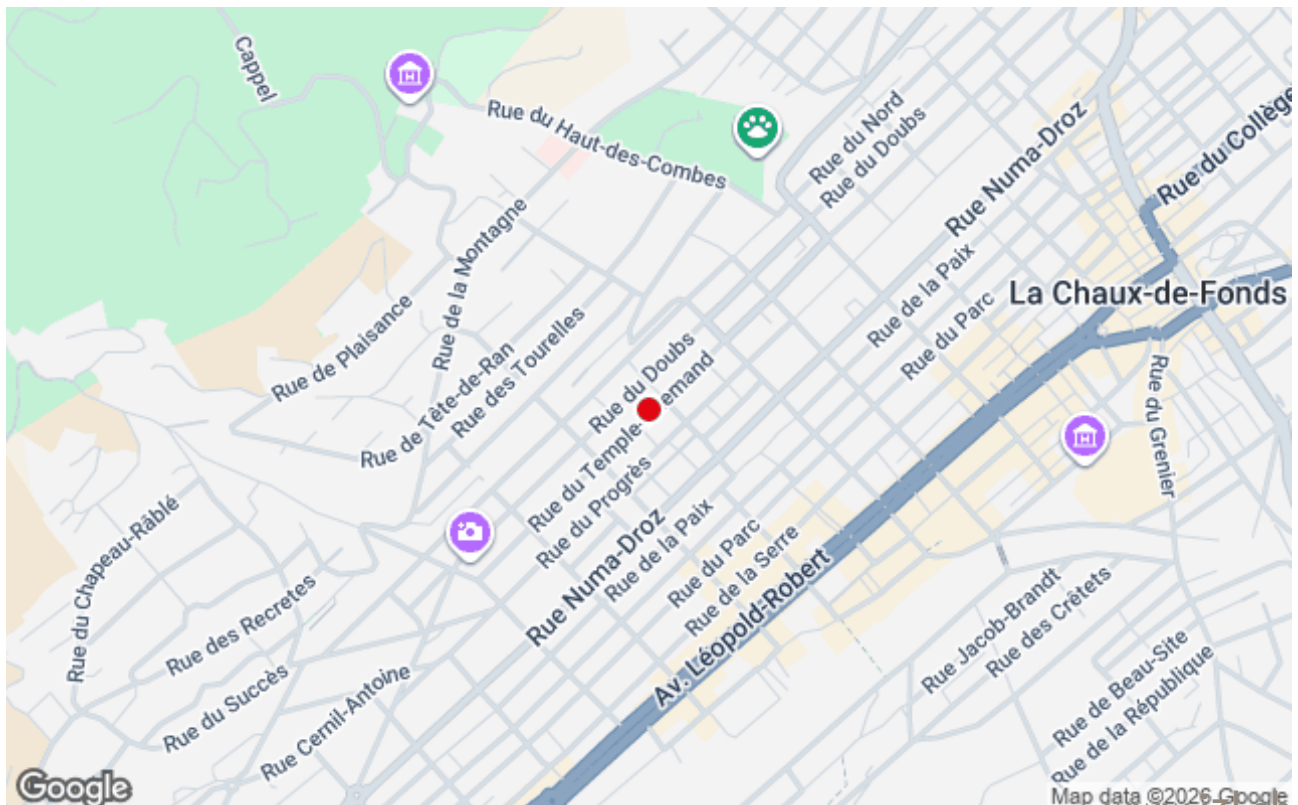 Cappel
Rue du Haut-des-Combes
Rue du Nord
Rue du Doubs
Rue Numa-Droz
Rue du Collège
Rue de la Montagne
Rue de la Paix
Rue du Parc
La Chaux-de-Fonds
Rue de Plaisance
Rue de Tête-de-Ran
Rue des Tourelles
Rue du Doubs
Rue du Temple-
emand
Rue du Grenier
Rue du Progrès
Rue Numa-Droz
Rue de la Paix
Rue du Parc
Rue de la Serre
Av. Léopold-Robert
Rue du Chapeau-Râblé
Rue des Recretes
Rue du Succès
Rue Cernil-Antoine
Rue Jacob-Brandt
Rue des Crêtets
Rue de Beau-Site
Rue de la République
Google
Map data ©2026 Google